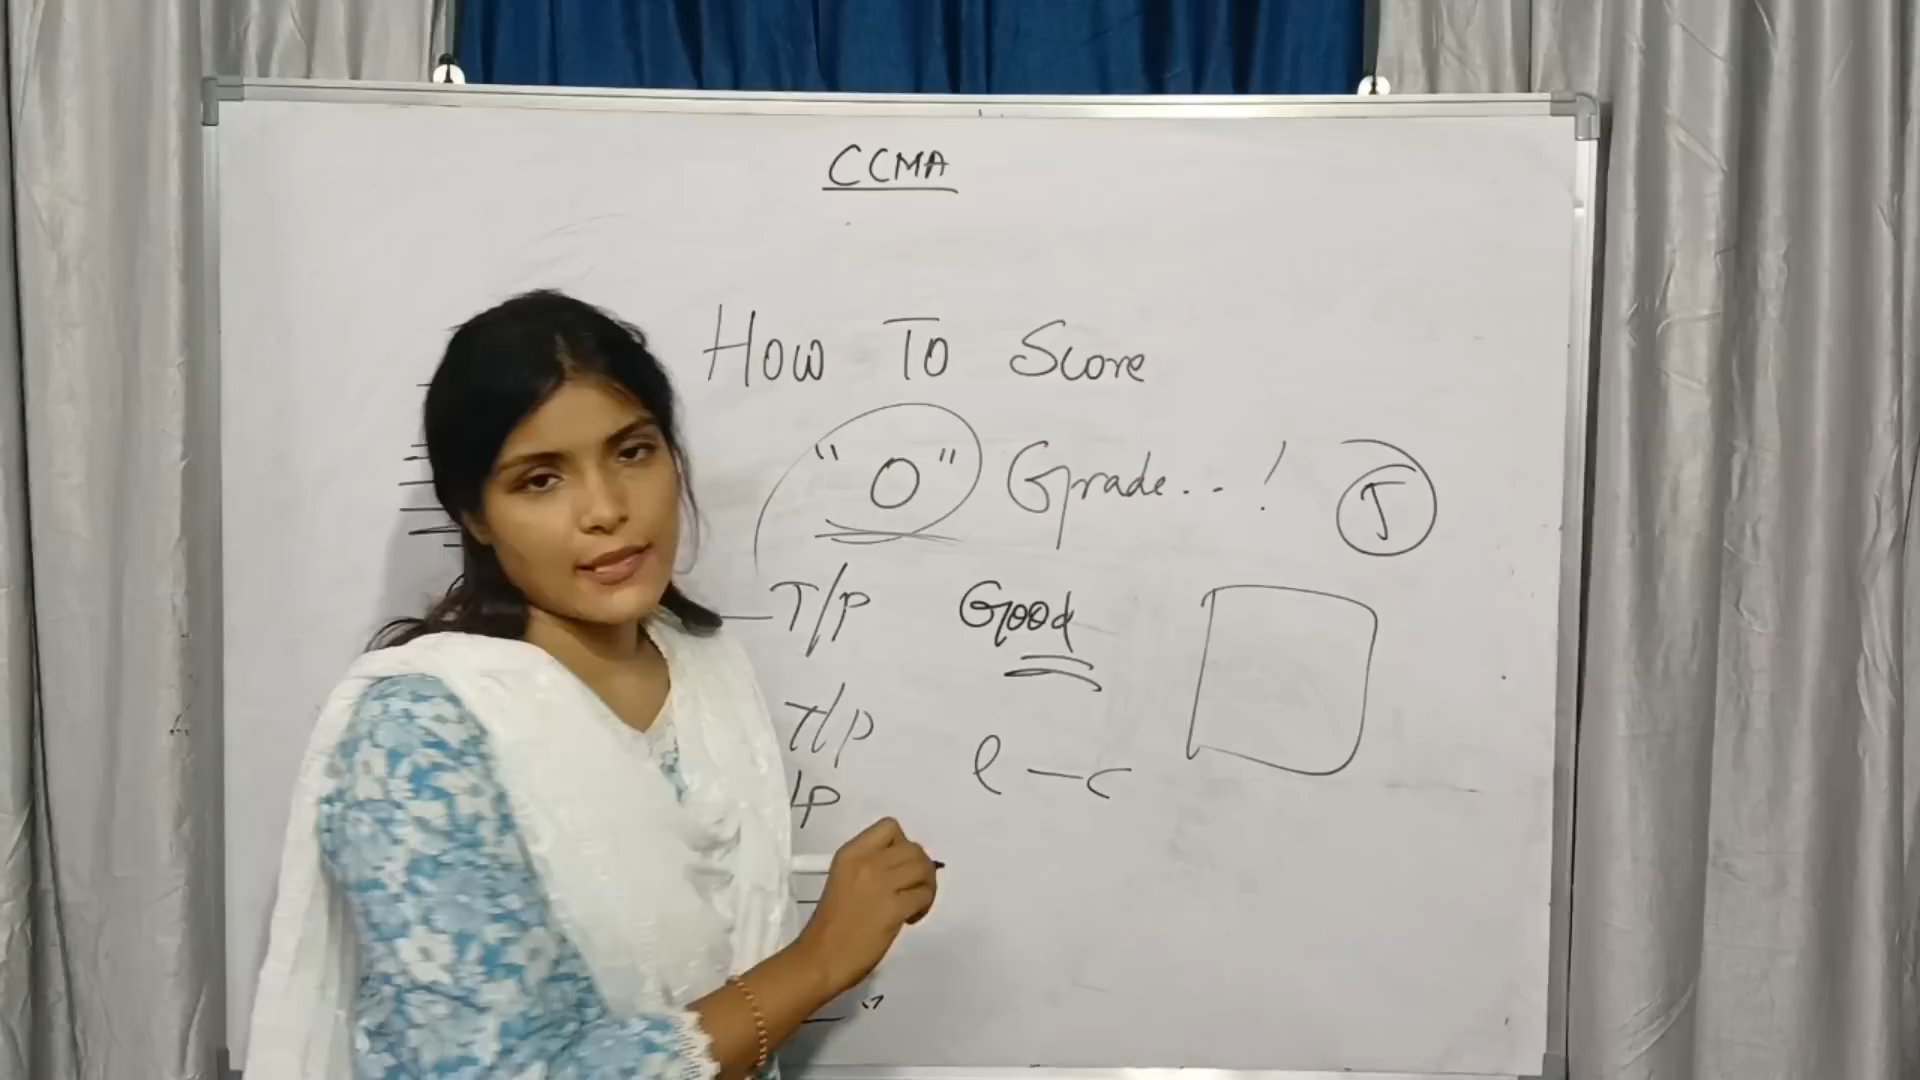 CCMA
How To Score
"O" Grade..!
T/P Good
T/P